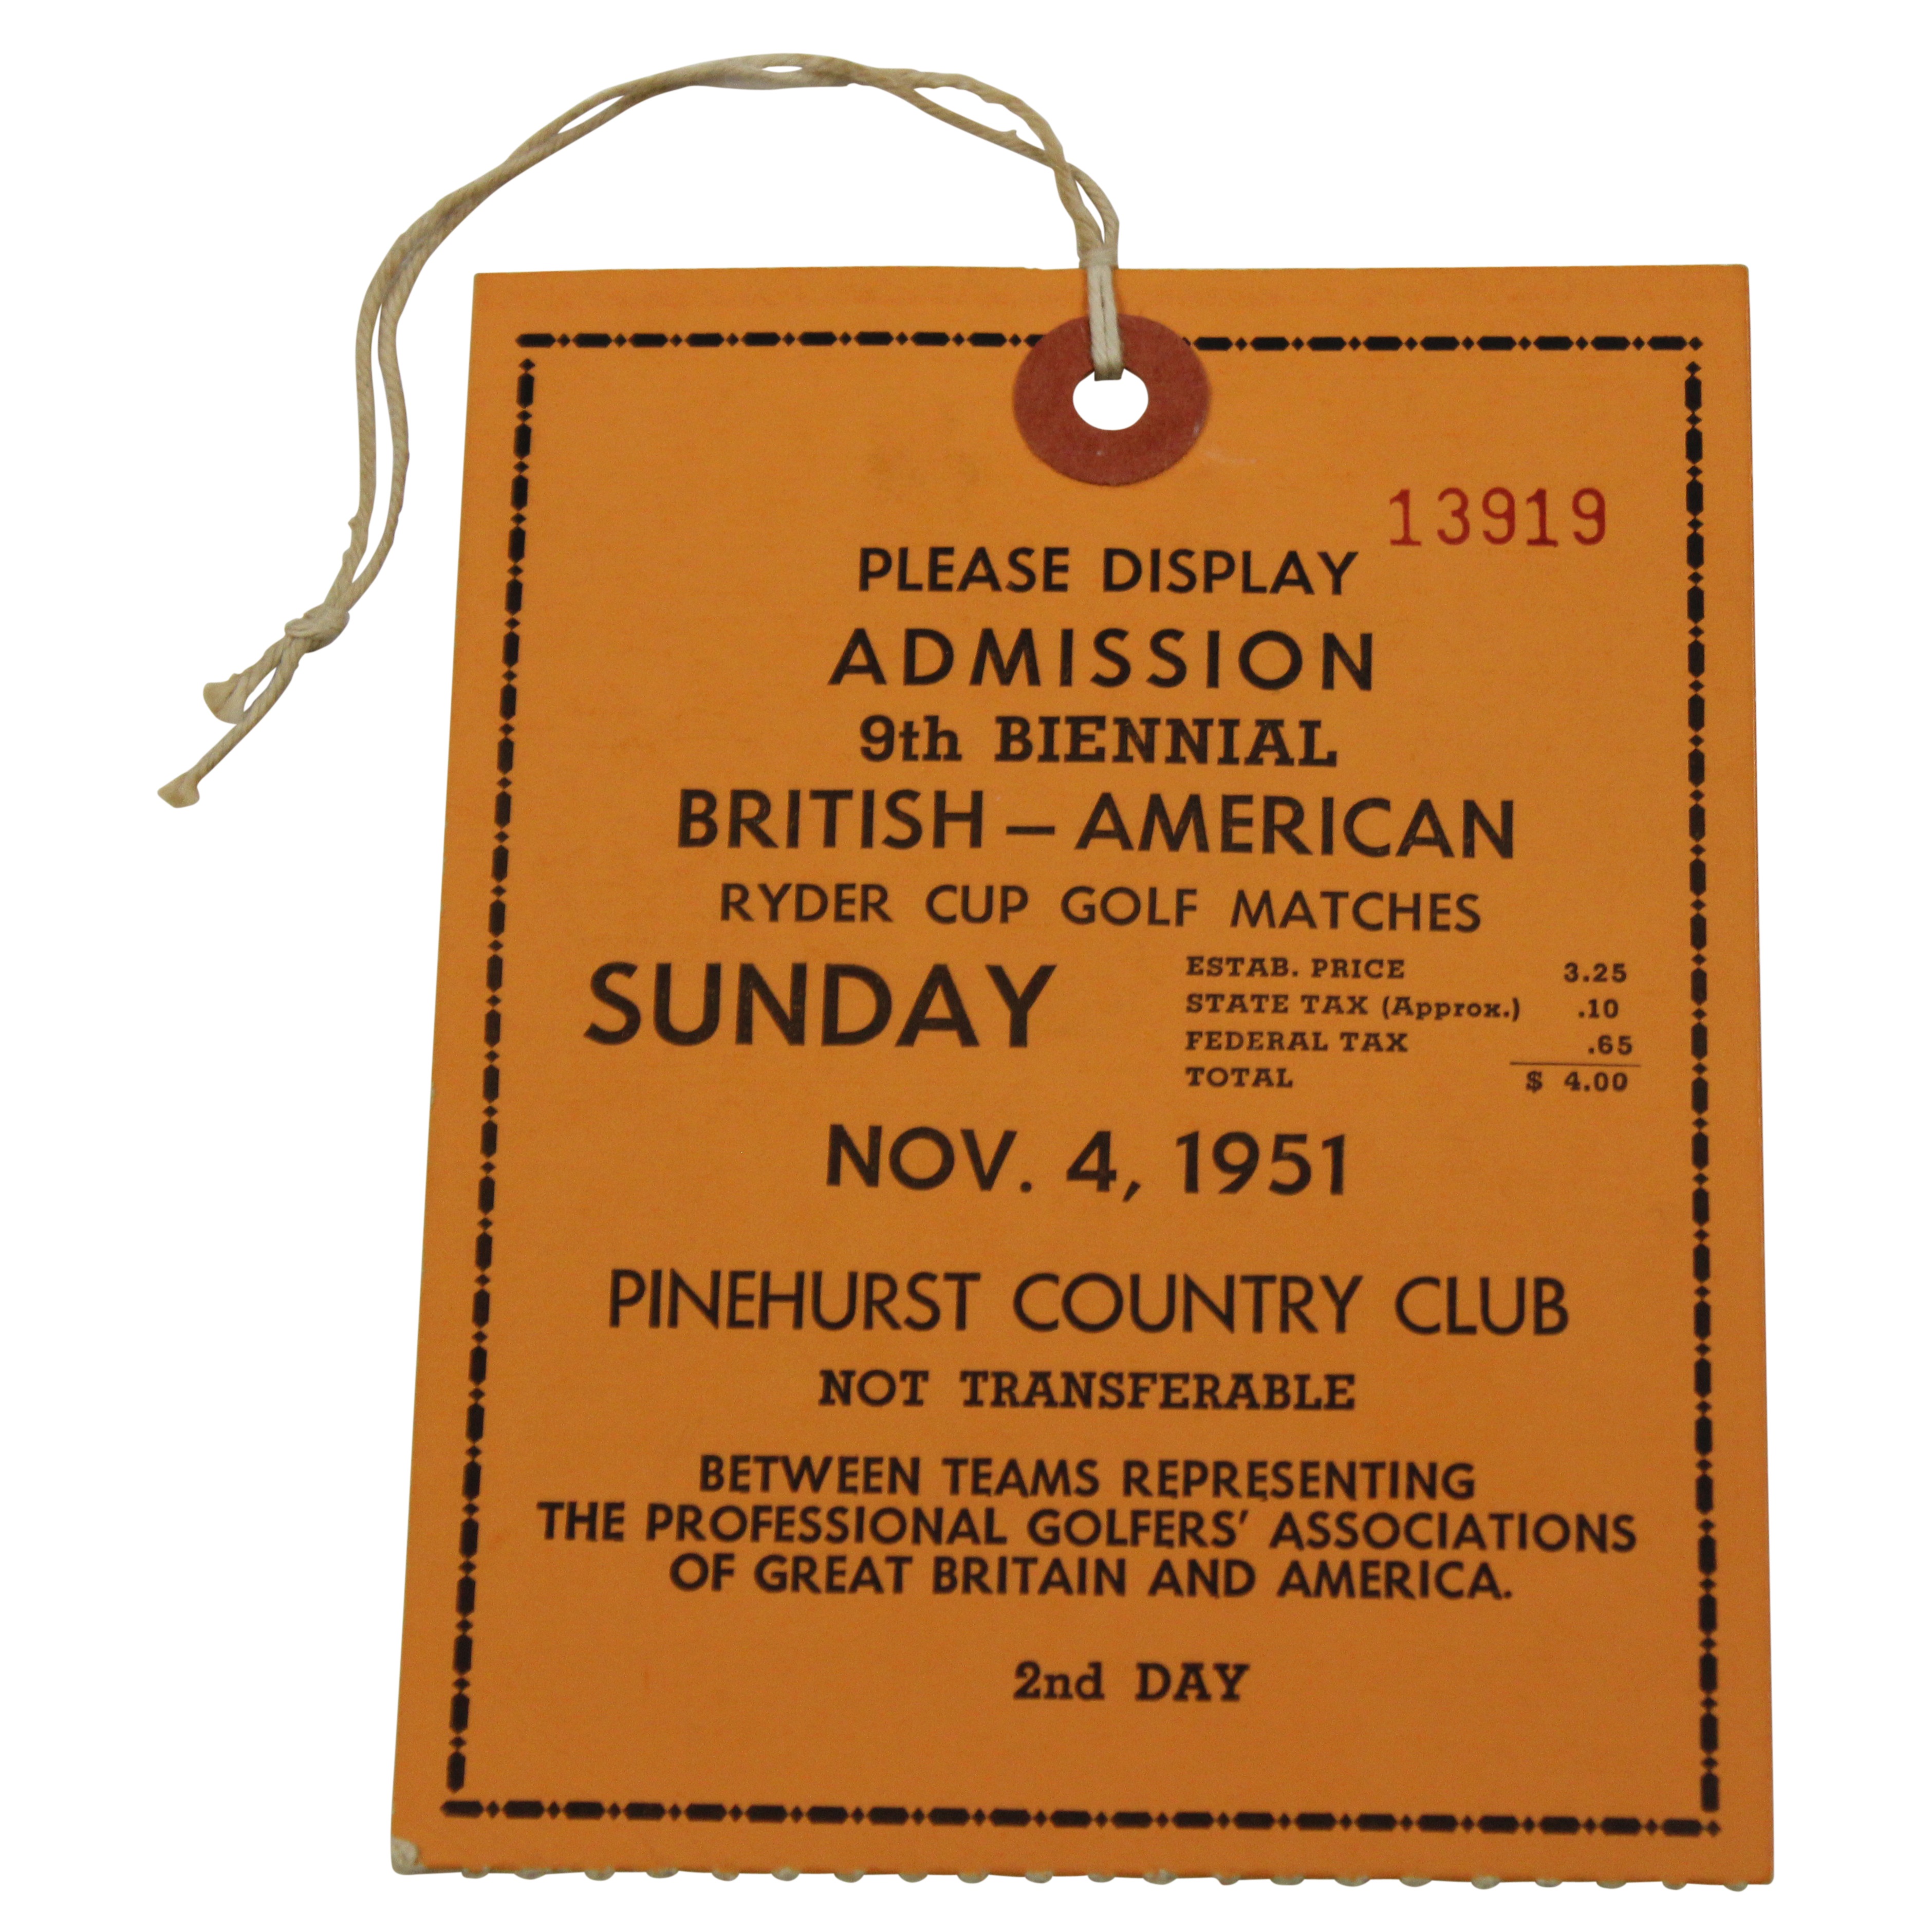 13919
PLEASE DISPLAY
ADMISSION
9th BIENNIAL
BRITISH – AMERICAN
RYDER CUP GOLF MATCHES
SUNDAY
ESTAB. PRICE 3.25
STATE TAX (Approx.) .10
FEDERAL TAX .65
TOTAL $ 4.00
NOV. 4, 1951
PINEHURST COUNTRY CLUB
NOT TRANSFERABLE
BETWEEN TEAMS REPRESENTING
THE PROFESSIONAL GOLFERS' ASSOCIATIONS
OF GREAT BRITAIN AND AMERICA.
2nd DAY